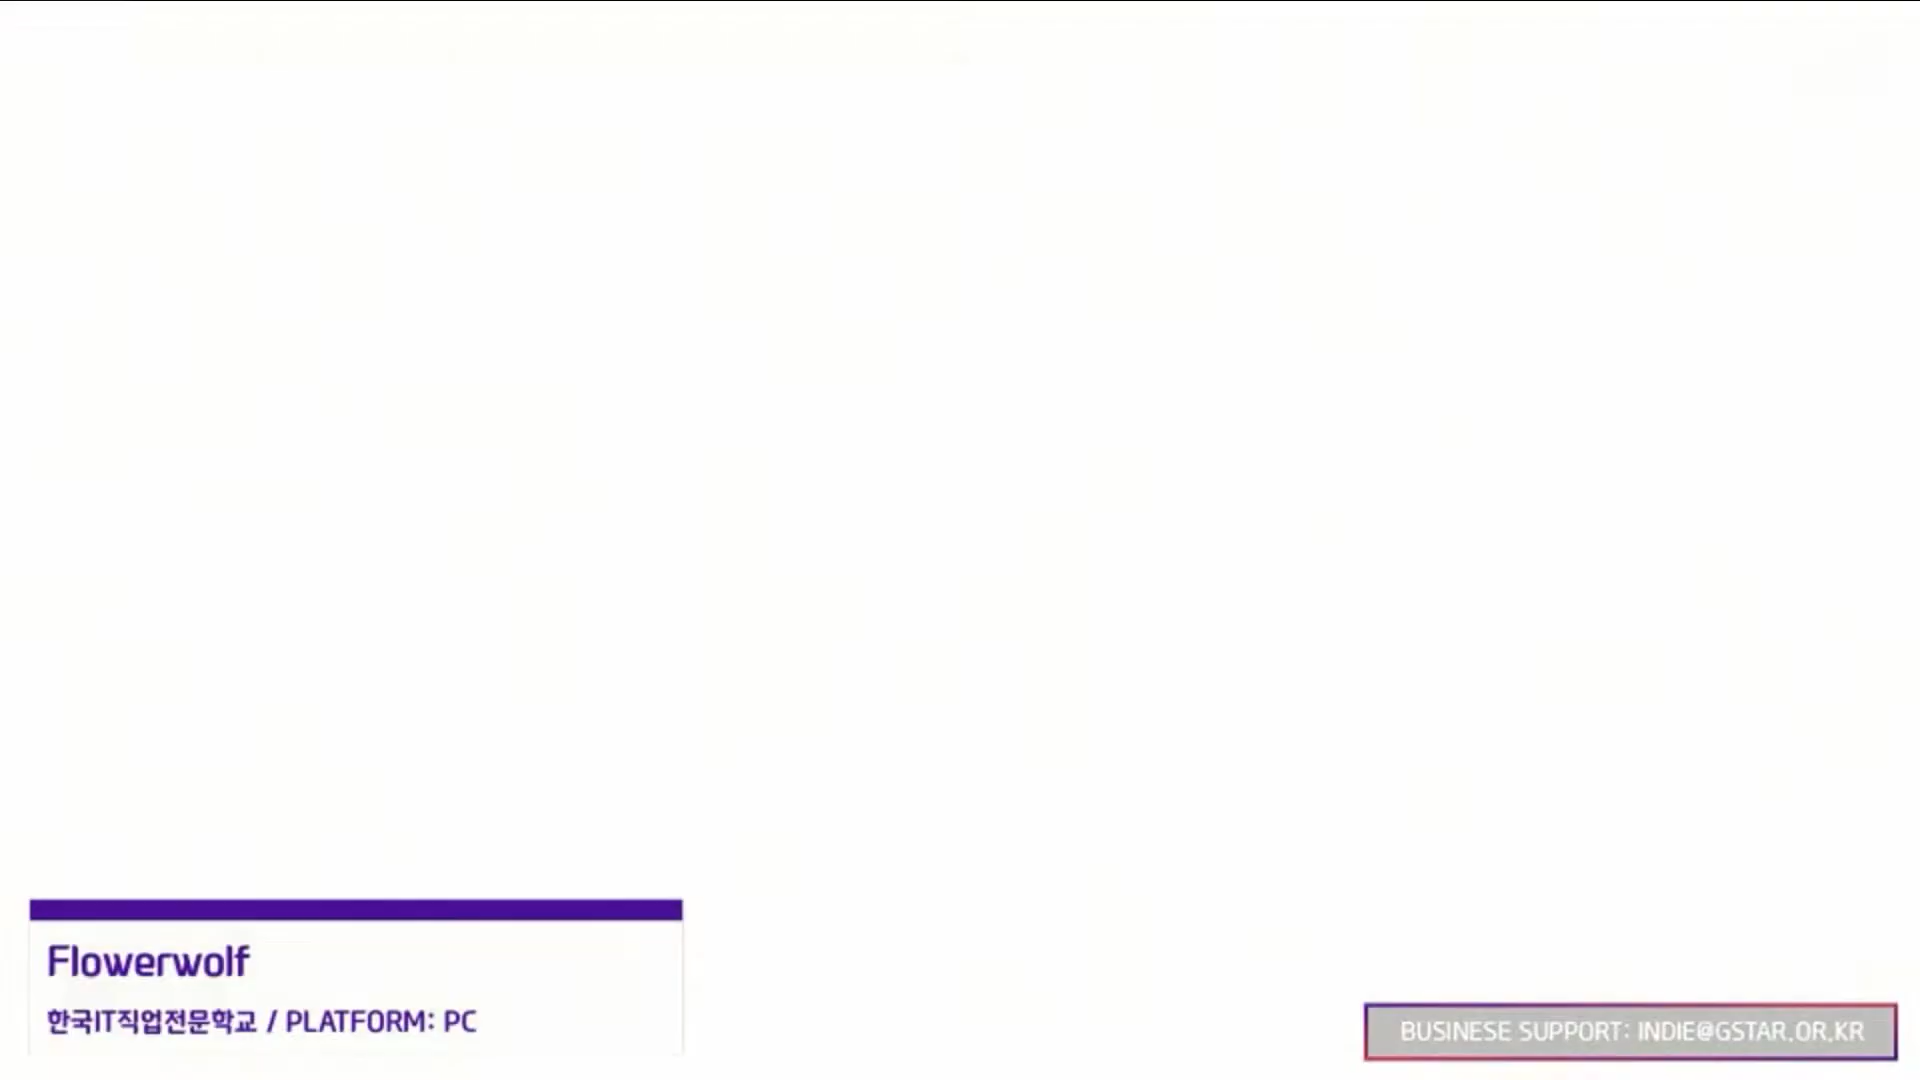 Flowerwolf
한국IT직업전문학교 / PLATFORM: PC
BUSINESE SUPPORT: INDIE@GSTAR.OR.KR